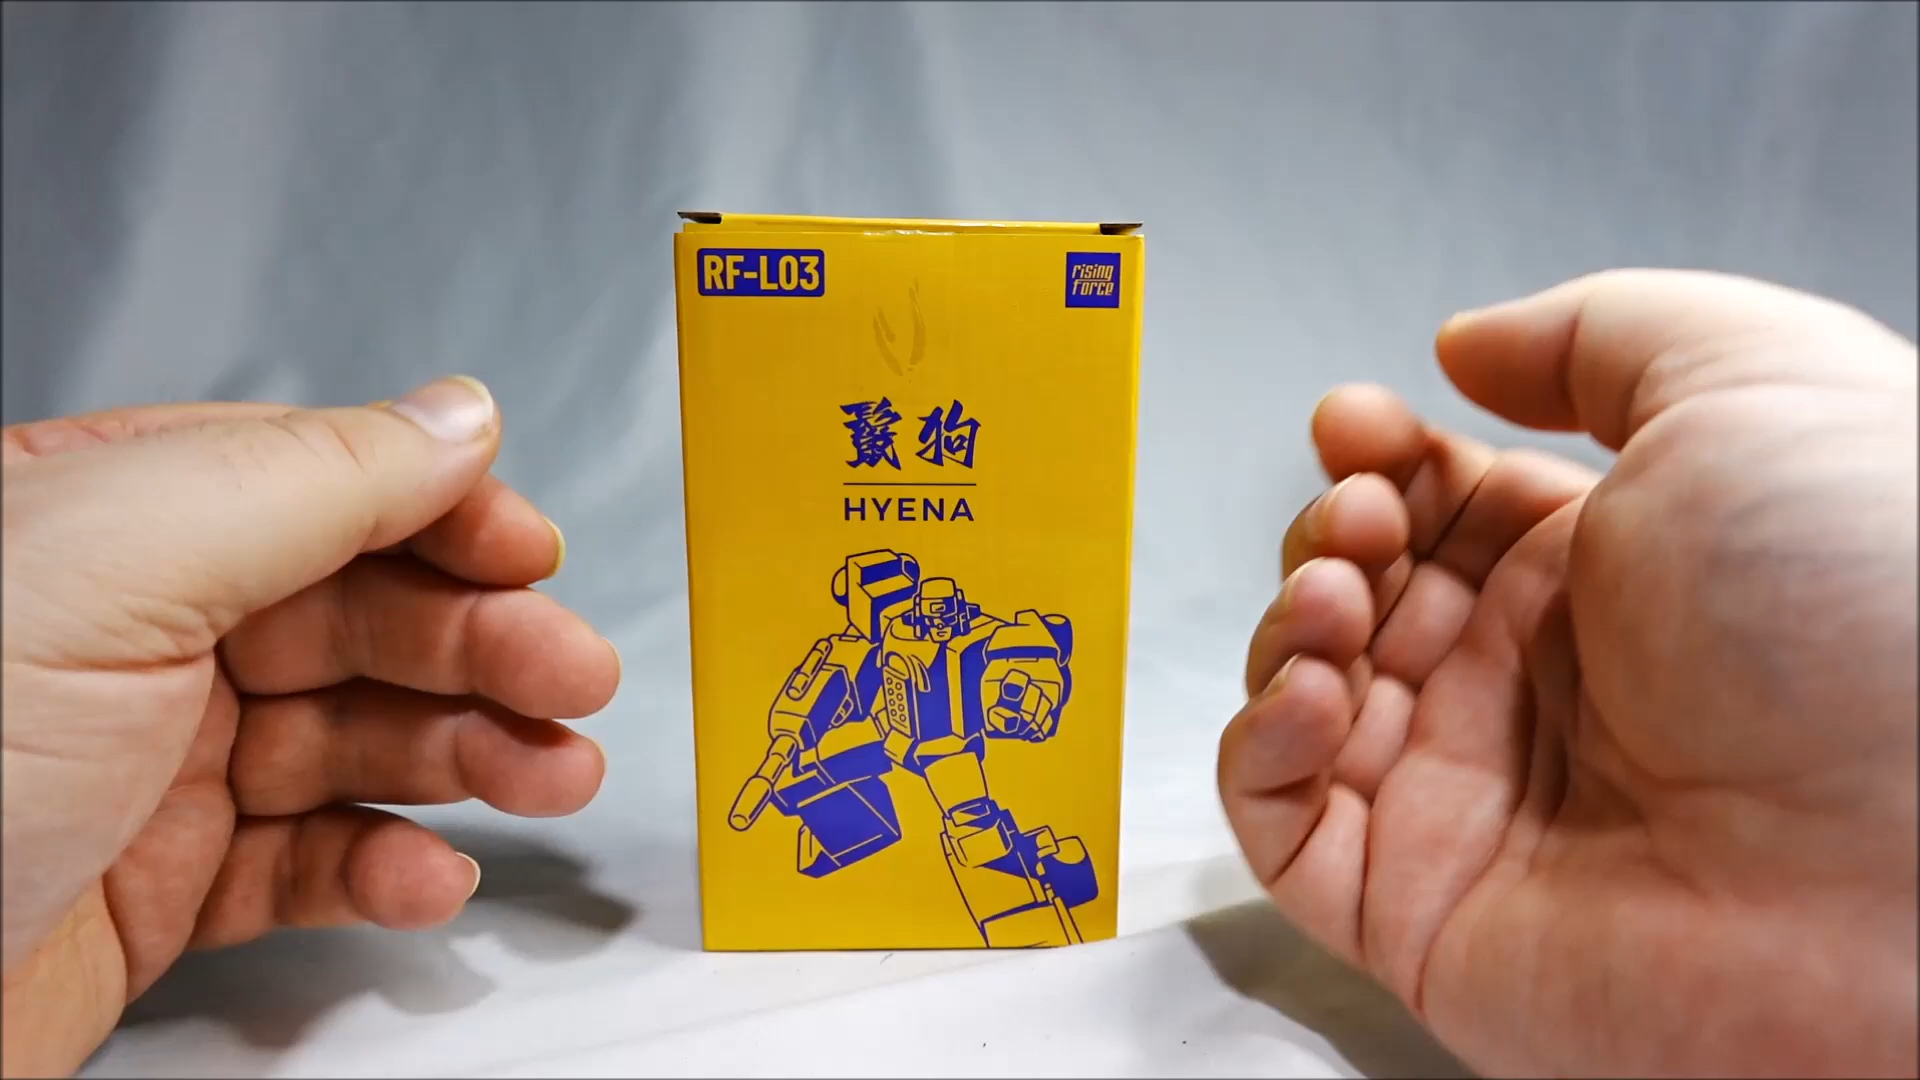 RF-L03
rising
force
鬣狗
HYENA